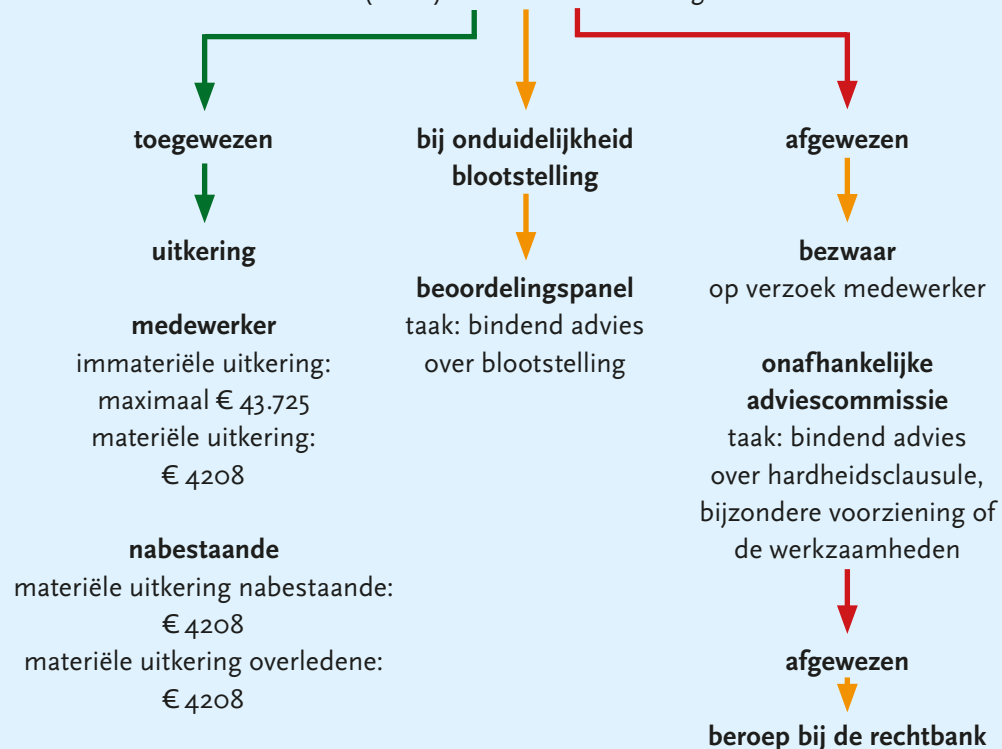 toegewezen
uitkering
medewerker
immateriële uitkering:
maximaal € 43.725
materiële uitkering:
€ 4208
nabestaande
materiële uitkering nabestaande:
€ 4208
materiële uitkering overledene:
€ 4208
bij onduidelijkheid
blootstelling
beoordelingspanel
taak: bindend advies
over blootstelling
afgewezen
bezwaar
op verzoek medewerker
onafhankelijke
adviescommissie
taak: bindend advies
over hardheidsclausule,
bijzondere voorziening of
de werkzaamheden
afgewezen
beroep bij de rechtbank